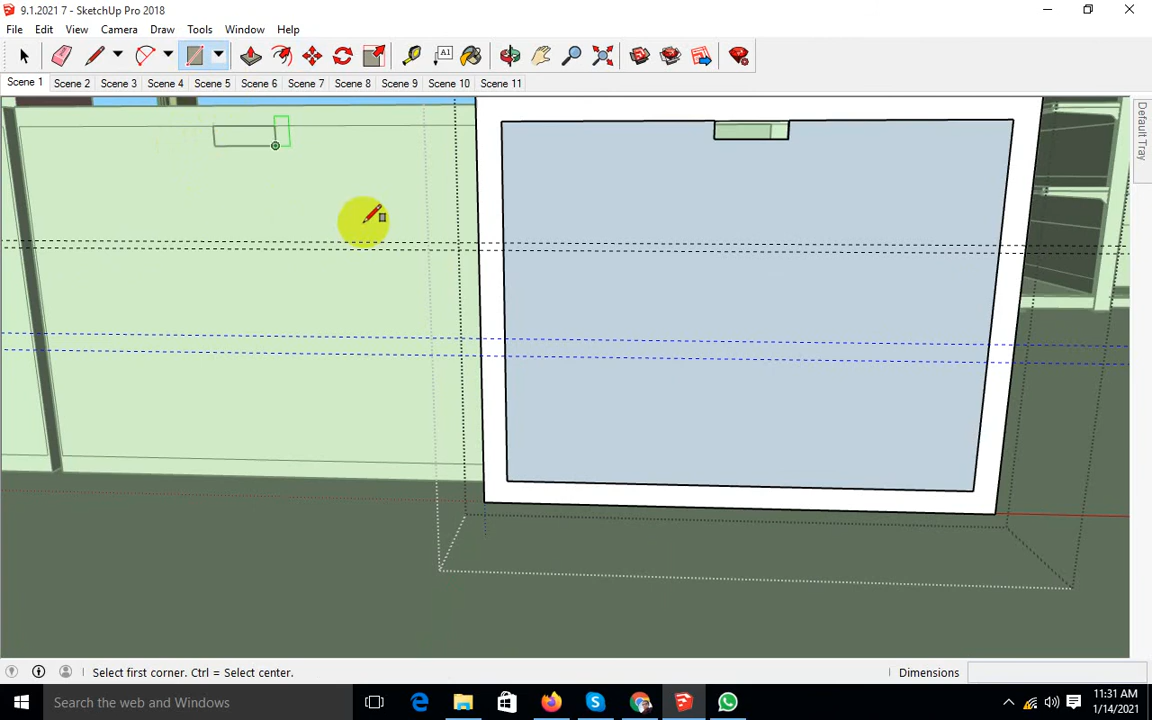 9.1.2021 7 - SketchUp Pro 2018
File Edit View Camera Draw Tools Window Help
A1
Scene 1 Scene 2 Scene 3 Scene 4 Scene 5 Scene 6 Scene 7 Scene 8 Scene 9 Scene 10 Scene 11
Default Tray
Select first corner. Ctrl = Select center.
Dimensions
Search the web and Windows
11:31 AM
1/14/2021